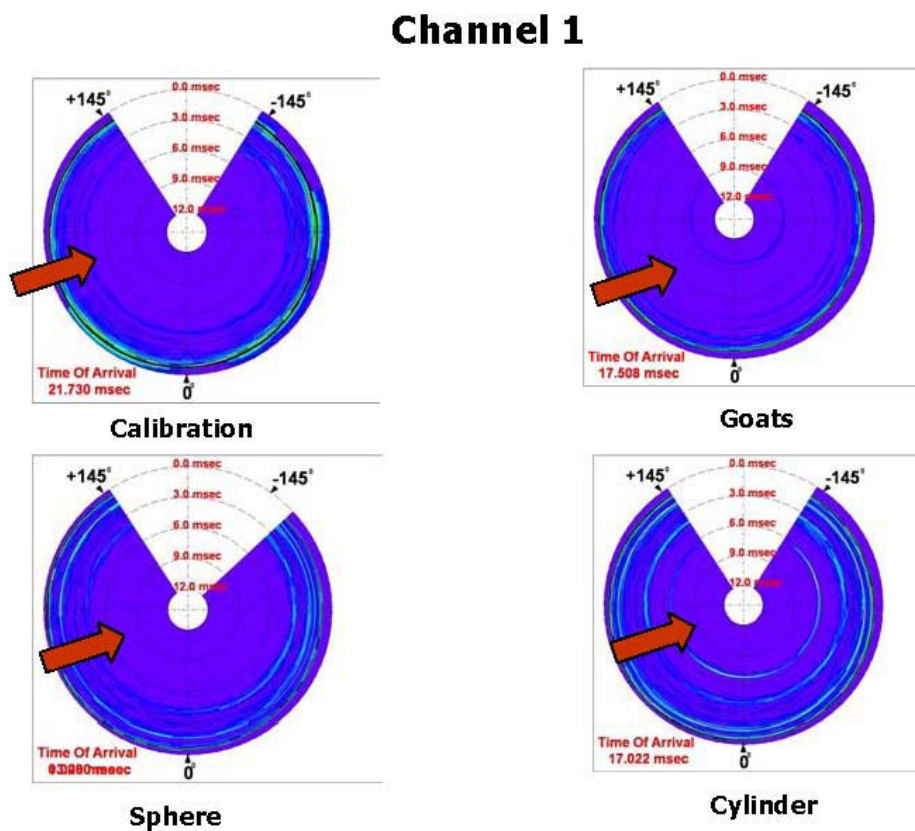 Channel 1
+145°
0.0 msec
-145°
3.0 msec
6.0 msec
9.0 msec
12.0 msec
Time Of Arrival
21.730 msec
0°
Calibration
+145°
0.0 msec
-145°
3.0 msec
6.0 msec
9.0 msec
12.0 msec
Time Of Arrival
17.508 msec
0°
Goats
+145°
0.0 msec
-145°
3.0 msec
6.0 msec
9.0 msec
12.0 msec
Time Of Arrival
0°
Sphere
+145°
0.0 msec
-145°
3.0 msec
6.0 msec
9.0 msec
12.0 msec
Time Of Arrival
17.022 msec
0°
Cylinder